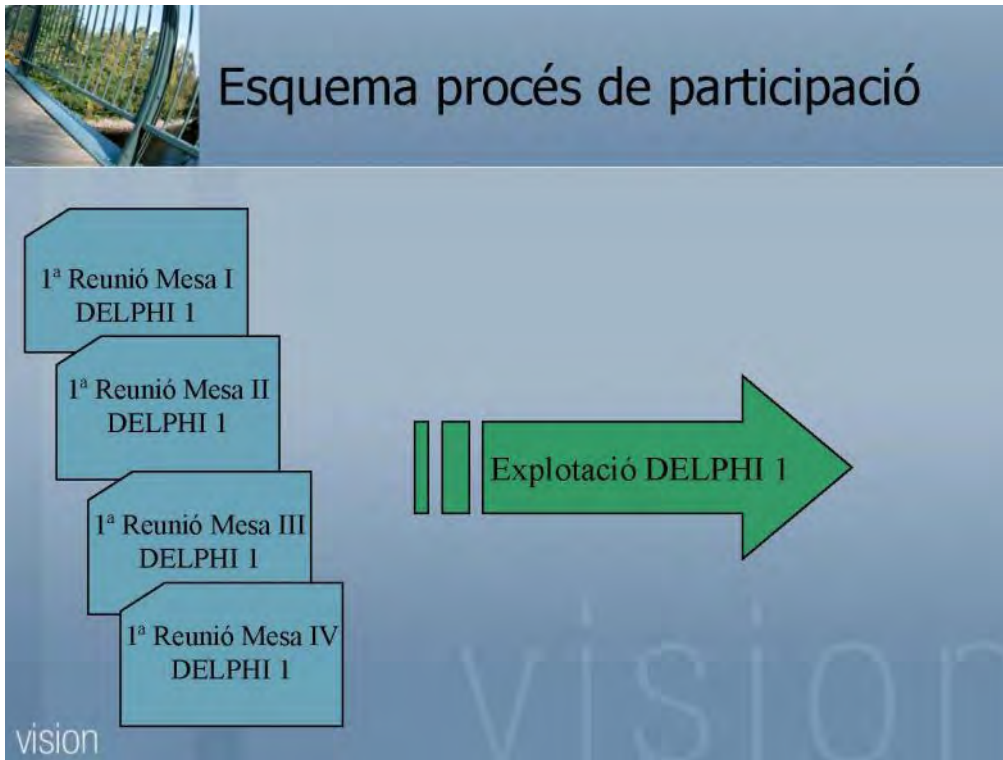 Esquema procés de participació
1ª Reunió Mesa I
DELPHI 1
1ª Reunió Mesa II
DELPHI 1
1ª Reunió Mesa III
DELPHI 1
1ª Reunió Mesa IV
DELPHI 1
Explotació DELPHI 1
vision
vision